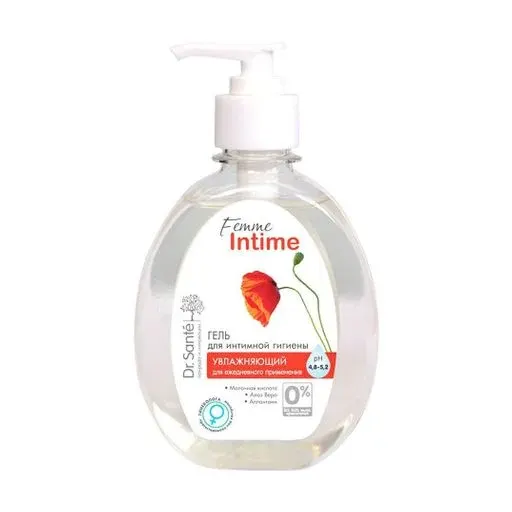 Femme
Intime
ГЕЛЬ
для интимной гигиены
УВЛАЖНЯЮЩИЙ
для ежедневного применения
pH
4,8-5,2
• Молочная кислота
• Алоэ Вера
• Аллантоин
0%
Dr.Santé